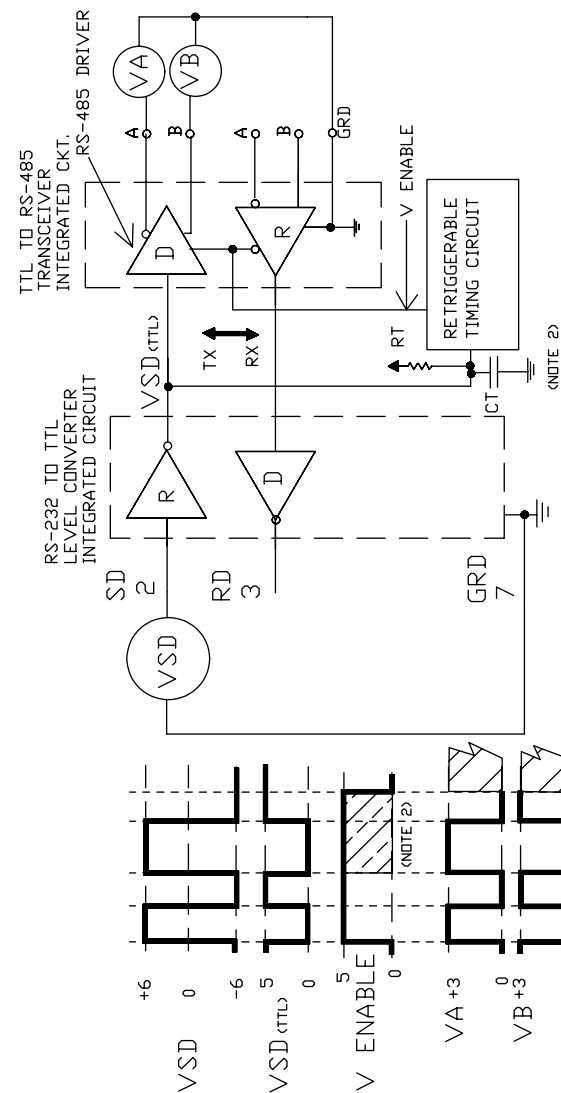 RS-232 TO TTL
LEVEL CONVERTER
INTEGRATED CIRCUIT
TTL TO RS-485
TRANSCEIVER
INTEGRATED CKT.
RS-485 DRIVER
VSD
SD
2
R
VSD(TTL)
D
A
VA
B
VB
TX
RX
RD
3
D
R
A
B
GRD
V ENABLE
RT
RETRIGGERABLE
TIMING CIRCUIT
CT
(NOTE 2)
GRD
7
VSD
+6
0
-6
VSD(TTL)
5
0
V ENABLE
5
0
(NOTE 2)
VA +3
0
VB +3